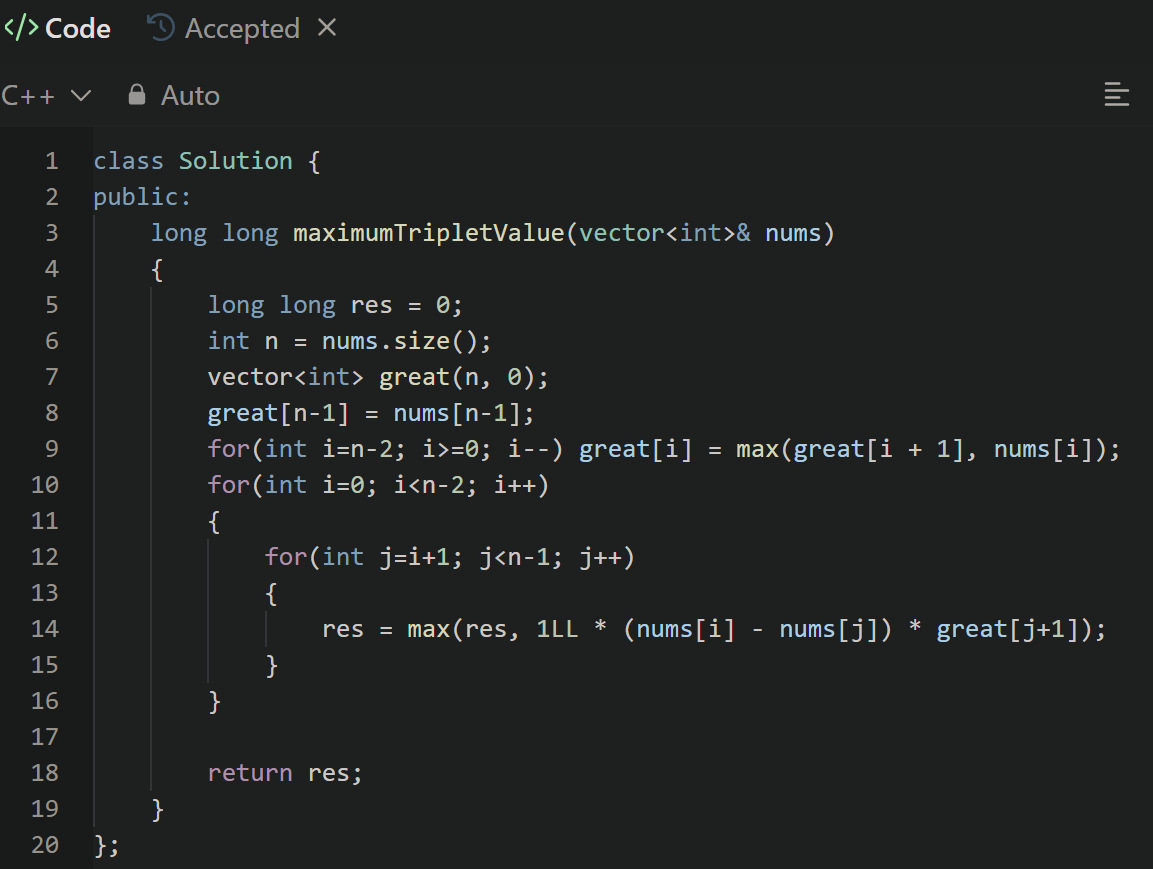 </> Code Accepted ×
C++ Auto
1 class Solution {
2 public:
3     long long maximumTripletValue(vector<int>& nums)
4     {
5         long long res = 0;
6         int n = nums.size();
7         vector<int> great(n, 0);
8         great[n-1] = nums[n-1];
9         for(int i=n-2; i>=0; i--) great[i] = max(great[i + 1], nums[i]);
10         for(int i=0; i<n-2; i++)
11         {
12             for(int j=i+1; j<n-1; j++)
13             {
14                 res = max(res, 1LL * (nums[i] - nums[j]) * great[j+1]);
15             }
16         }
17
18         return res;
19     }
20 };